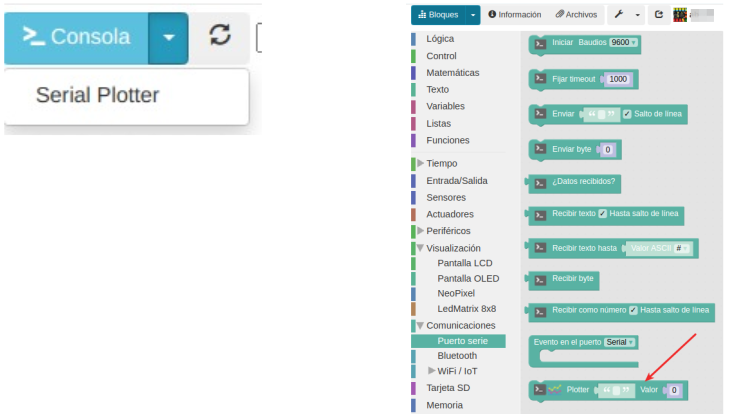 Consola
Serial Plotter
Bloques
Información
Archivos
Lógica
Control
Matemáticas
Texto
Variables
Listas
Funciones
Tiempo
Entrada/Salida
Sensores
Actuadores
Periféricos
Visualización
Pantalla LCD
Pantalla OLED
NeoPixel
LedMatrix 8x8
Comunicaciones
Puerto serie
Bluetooth
WiFi / IoT
Tarjeta SD
Memoria
Iniciar Baudios 9600
Fijar timeout 1000
Enviar “ ” Salto de línea
Enviar byte 0
¿Datos recibidos?
Recibir texto Hasta salto de línea
Recibir texto hasta Valor ASCII #
Recibir byte
Recibir como número Hasta salto de línea
Evento en el puerto Serial
Plotter “ ” Valor 0